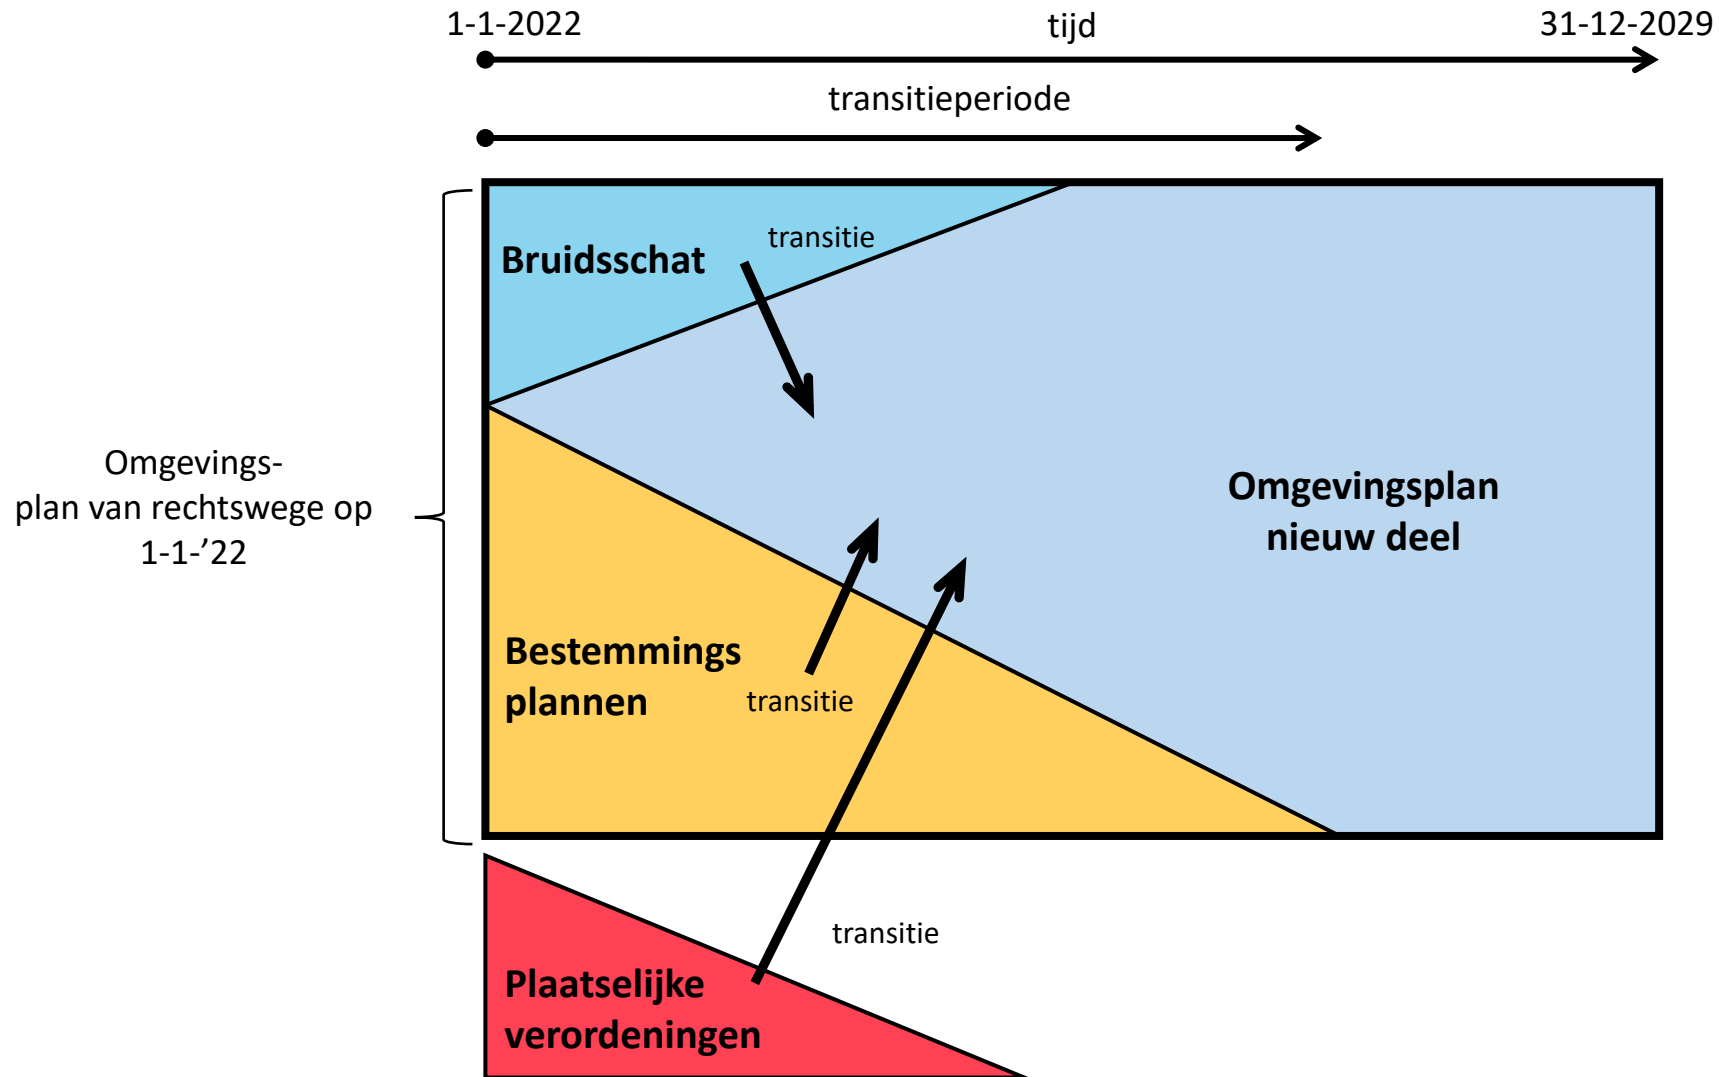 1-1-2022
tijd
31-12-2029
transitieperiode
Bruidsschat
transitie
Omgevings-
plan van rechtswege op
1-1-’22
Omgevingsplan
nieuw deel
Bestemmings
plannen
transitie
transitie
Plaatselijke
verordeningen